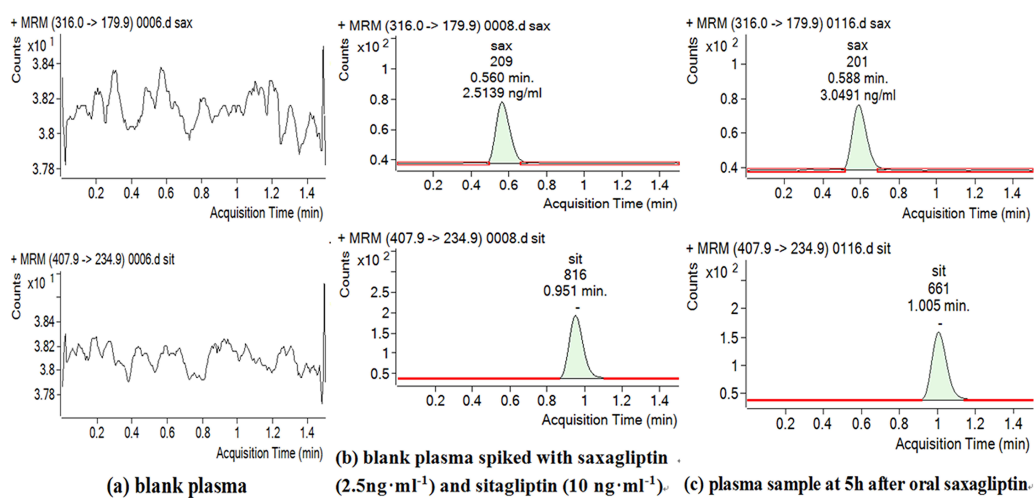 + MRM (316.0 -> 179.9) 0006.d sax
Counts
x10 1
3.84
3.82
3.8
3.78
0.2 0.4 0.6 0.8 1 1.2 1.4
Acquisition Time (min)
+ MRM (407.9 -> 234.9) 0006.d sit
Counts
x10 1
3.84
3.82
3.8
3.78
0.2 0.4 0.6 0.8 1 1.2 1.4
Acquisition Time (min)
(a) blank plasma
+ MRM (316.0 -> 179.9) 0008.d sax
Counts
x10 2
sax
209
0.560 min.
2.5139 ng/ml
1
0.8
0.6
0.4
0.2 0.4 0.6 0.8 1 1.2 1.4
Acquisition Time (min)
+ MRM (407.9 -> 234.9) 0008.d sit
Counts
x10 2
sit
816
0.951 min.
-
2.5
2
1.5
1
0.5
0.2 0.4 0.6 0.8 1 1.2 1.4
Acquisition Time (min)
(b) blank plasma spiked with saxagliptin
(2.5ng·ml-1) and sitagliptin (10 ng·ml-1)
+ MRM (316.0 -> 179.9) 0116.d sax
Counts
x10 2
sax
201
0.588 min.
3.0491 ng/ml
1
0.8
0.6
0.4
0.2 0.4 0.6 0.8 1 1.2 1.4
Acquisition Time (min)
+ MRM (407.9 -> 234.9) 0116.d sit
Counts
x10 2
sit
661
1.005 min.
-
2
1.5
1
0.5
0.2 0.4 0.6 0.8 1 1.2 1.4
Acquisition Time (min)
(c) plasma sample at 5h after oral saxagliptin